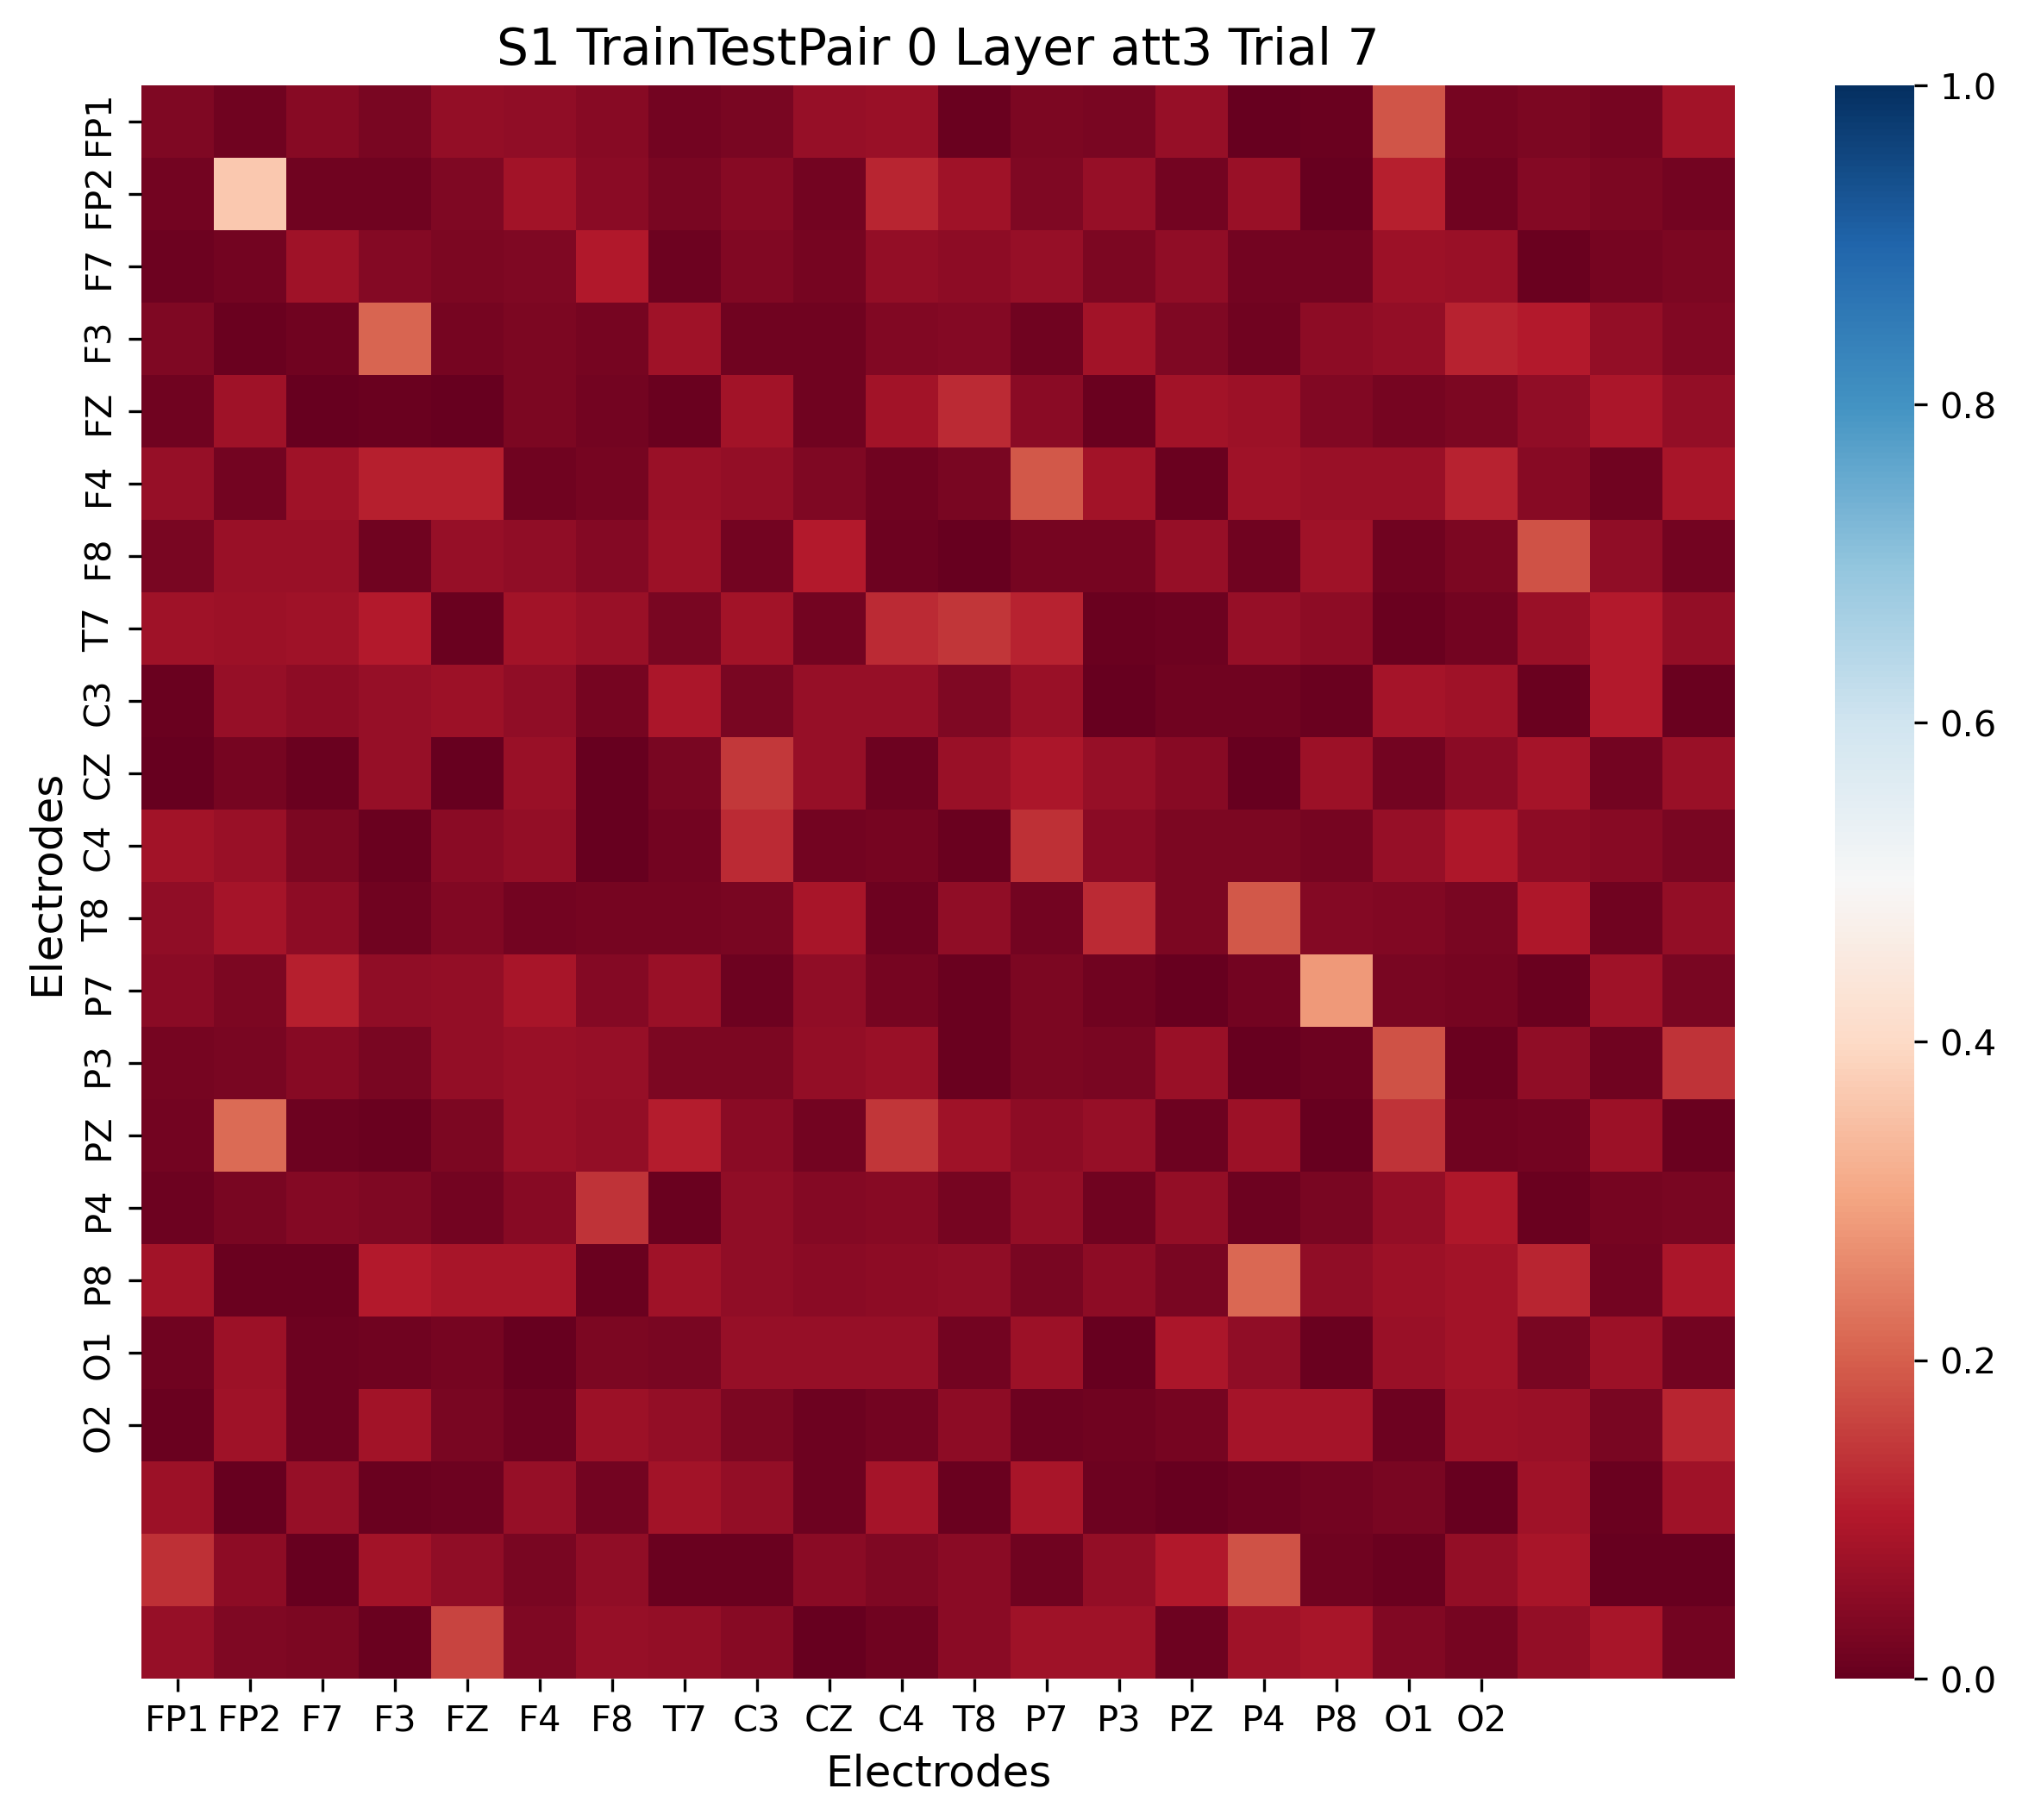 S1 TrainTestPair 0 Layer att3 Trial 7
Electrodes
FP1
FP2
F7
F3
FZ
F4
F8
T7
C3
CZ
C4
T8
P7
P3
PZ
P4
P8
O1
O2
FP1 FP2 F7 F3 FZ F4 F8 T7 C3 CZ C4 T8 P7 P3 PZ P4 P8 O1 O2
Electrodes
1.0
0.8
0.6
0.4
0.2
0.0